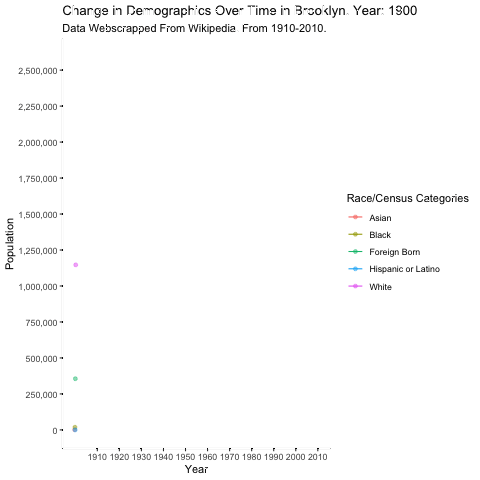 Change in Demographics Over Time in Brooklyn. Year: 1900
Data Webscrapped From Wikipedia. From 1910-2010.
2,500,000
2,250,000
2,000,000
1,750,000
1,500,000
1,250,000
1,000,000
750,000
500,000
250,000
0
Population
1910 1920 1930 1940 1950 1960 1970 1980 1990 2000 2010
Year
Race/Census Categories
Asian
Black
Foreign Born
Hispanic or Latino
White